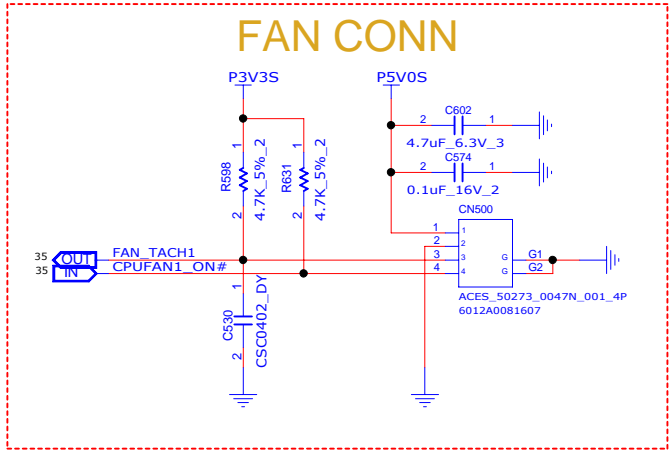 FAN CONN
P3V3S
P5V0S
C602
2 1
4.7uF_6.3V_3
C574
2 1
0.1uF_16V_2
1
R598
4.7K_5%_2
2
1
R631
4.7K_5%_2
2
CN500
1 1
2 2
3 3
4 4
G G1
G G2
ACES_50273_0047N_001_4P
6012A0081607
35 OUT FAN_TACH1
35 IN CPUFAN1_ON#
1
C530
CSC0402_DY
2